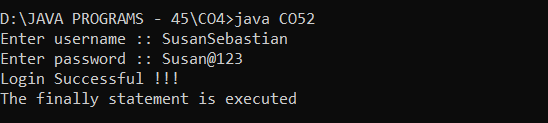 D:\JAVA PROGRAMS - 45\CO4>java CO52
Enter username :: SusanSebastian
Enter password :: Susan@123
Login Successful !!!
The finally statement is executed